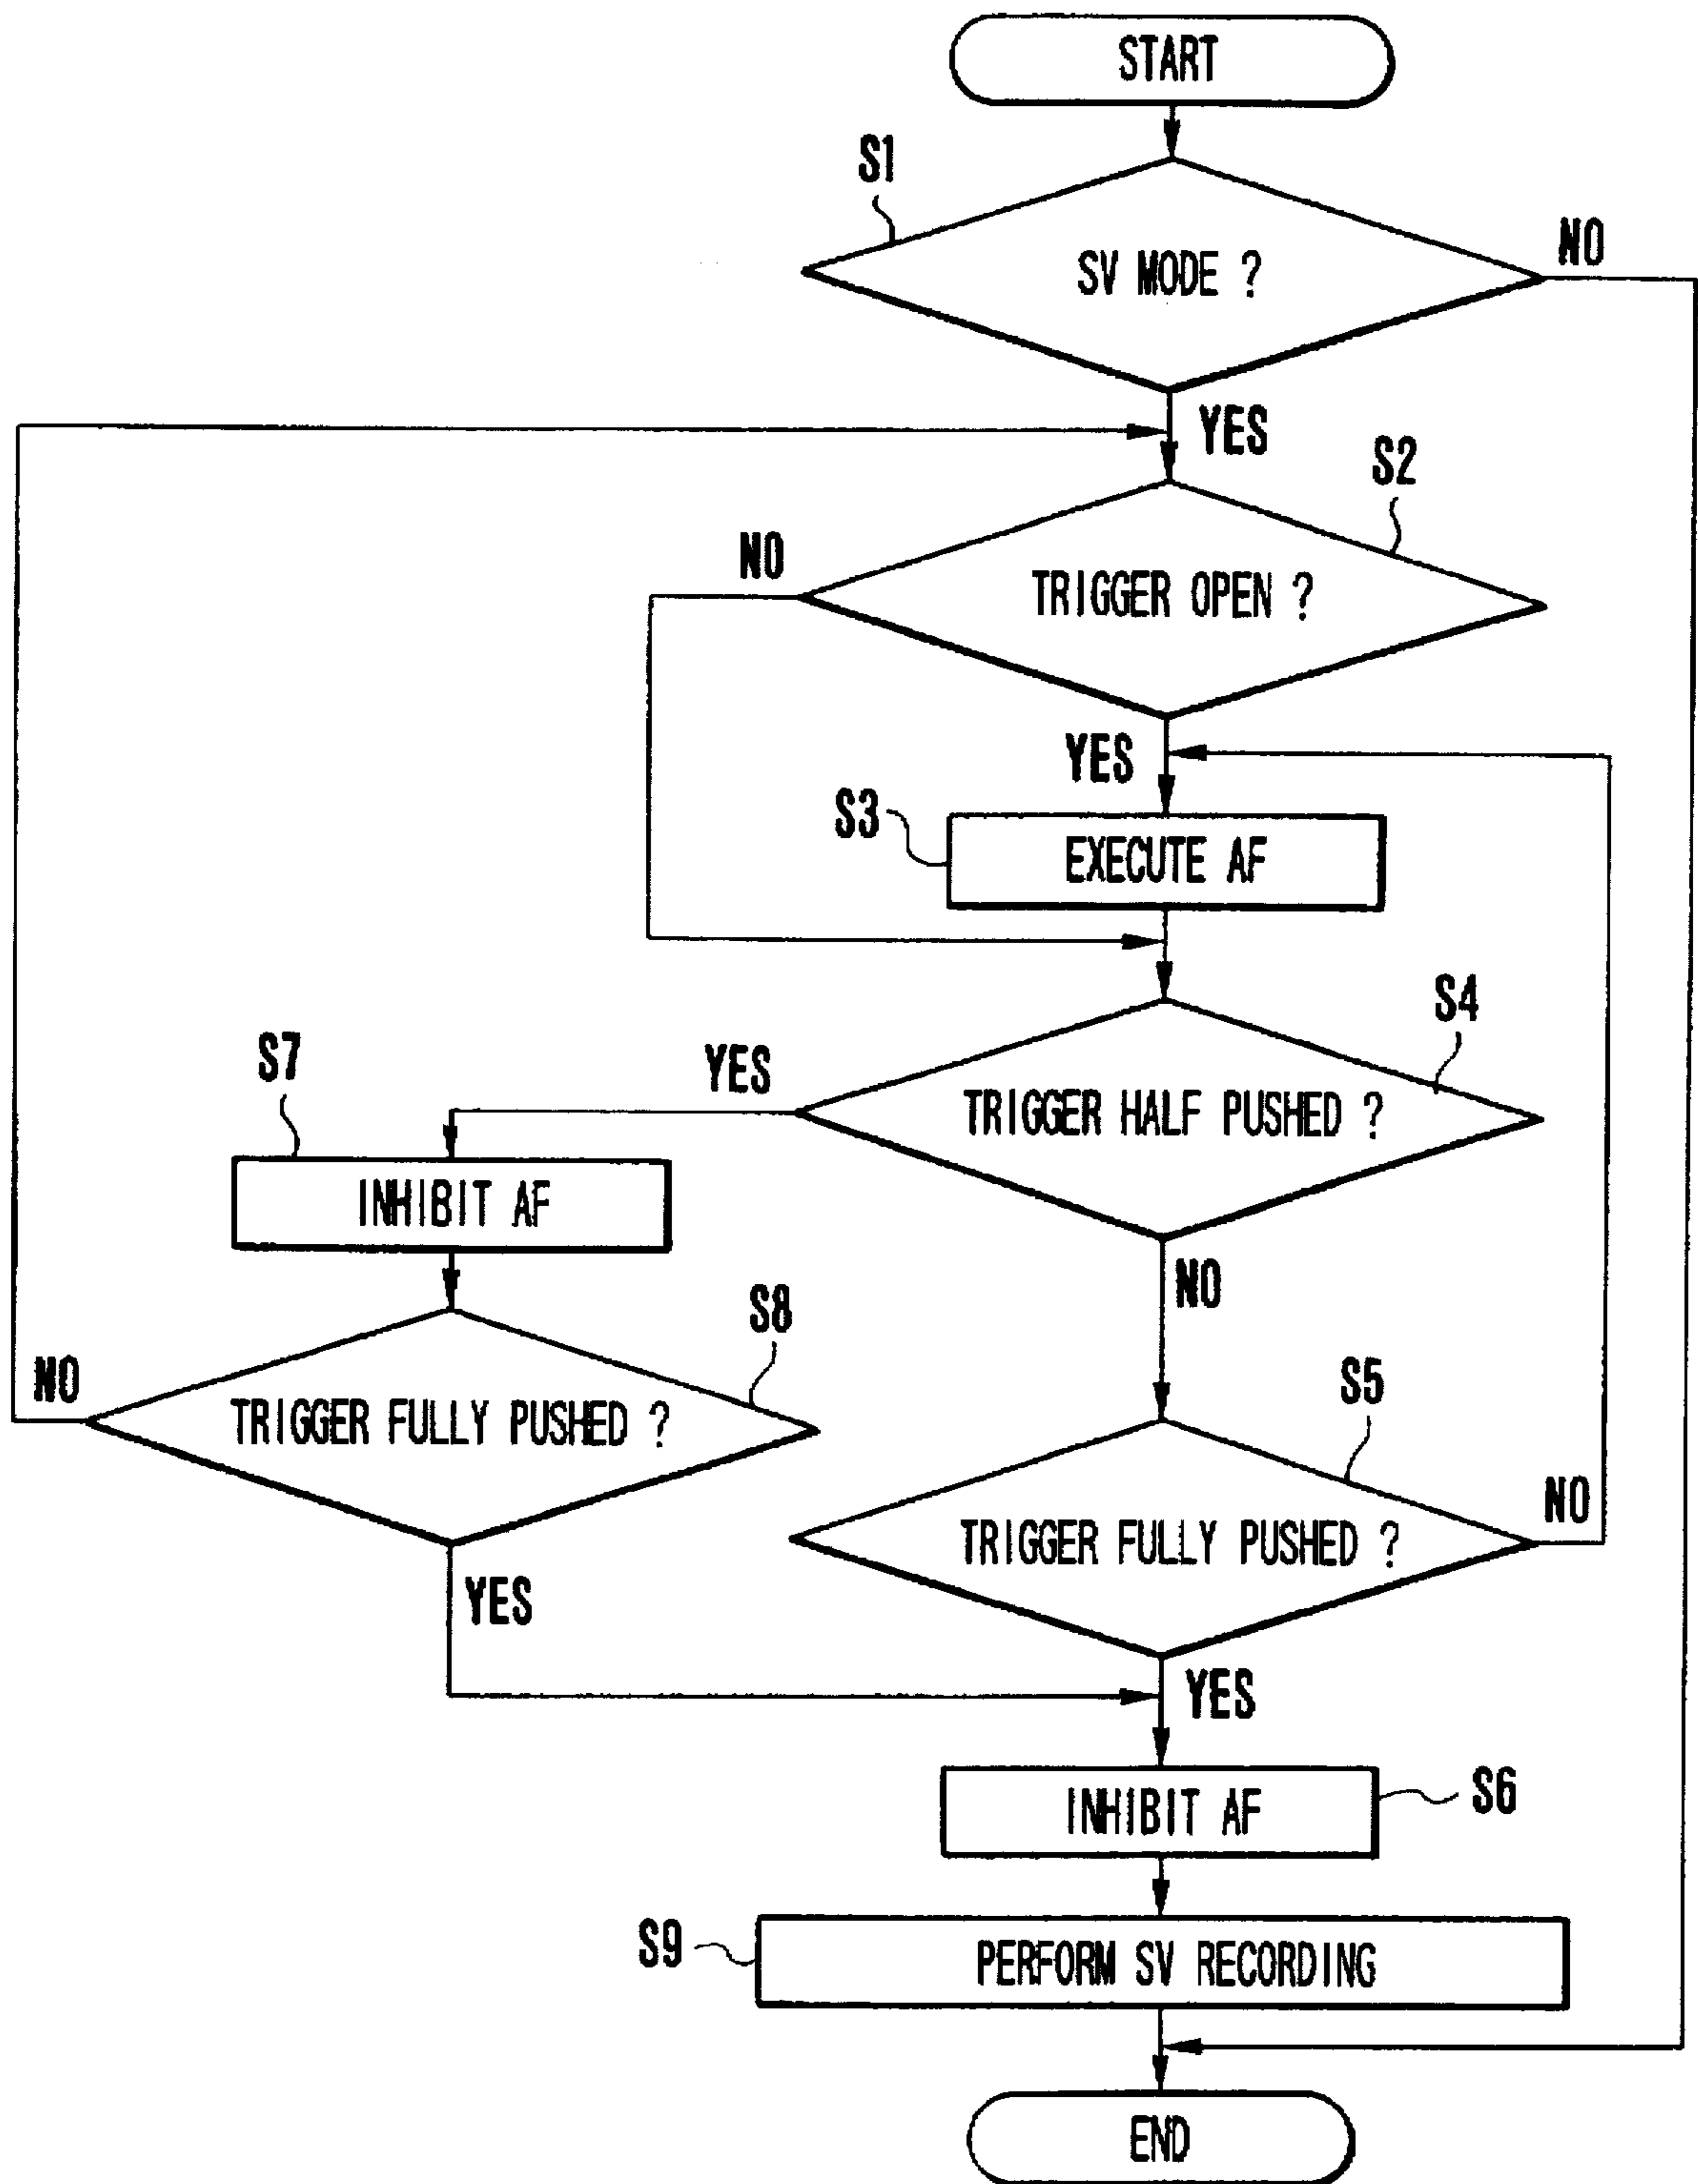 START
S1
SV MODE ?
NO
YES
S2
NO
TRIGGER OPEN ?
YES
S3
EXECUTE AF
S4
YES
S7
TRIGGER HALF PUSHED ?
INHIBIT AF
NO
S8
NO
TRIGGER FULLY PUSHED ?
S5
NO
TRIGGER FULLY PUSHED ?
YES
YES
INHIBIT AF
S6
S9
PERFORM SV RECORDING
END